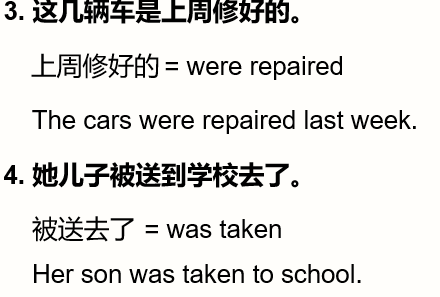 3. 这几辆车是上周修好的。
上周修好的 = were repaired
The cars were repaired last week.
4. 她儿子被送到学校去了。
被送去了 = was taken
Her son was taken to school.